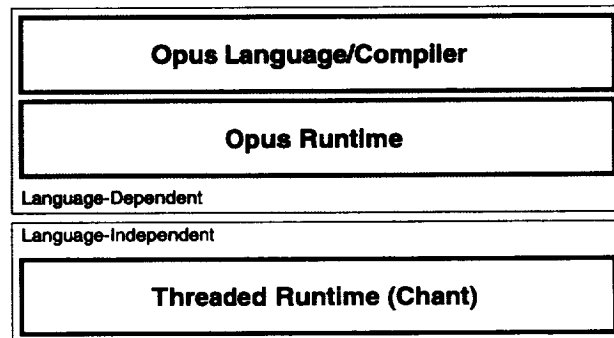 Opus Language/Compiler
Opus Runtime
Language-Dependent
Language-Independent
Threaded Runtime (Chant)